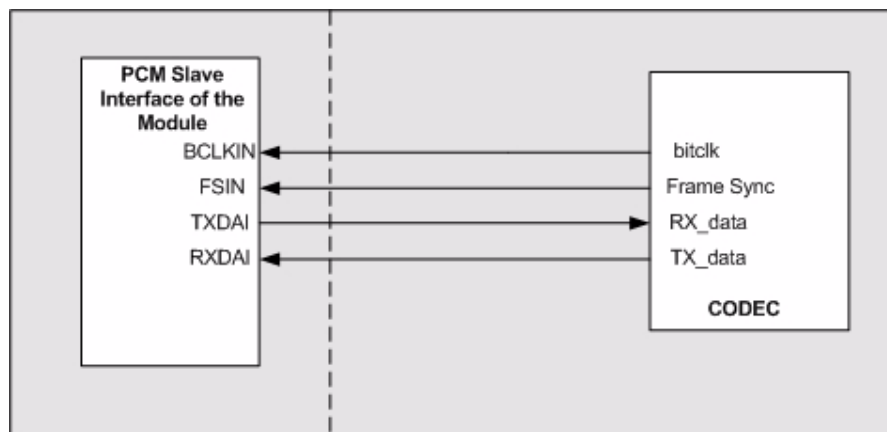 PCM Slave
Interface of the
Module
BCLKIN
bitclk
FSIN
Frame Sync
TXDAI
RX_data
RXDAI
TX_data
CODEC